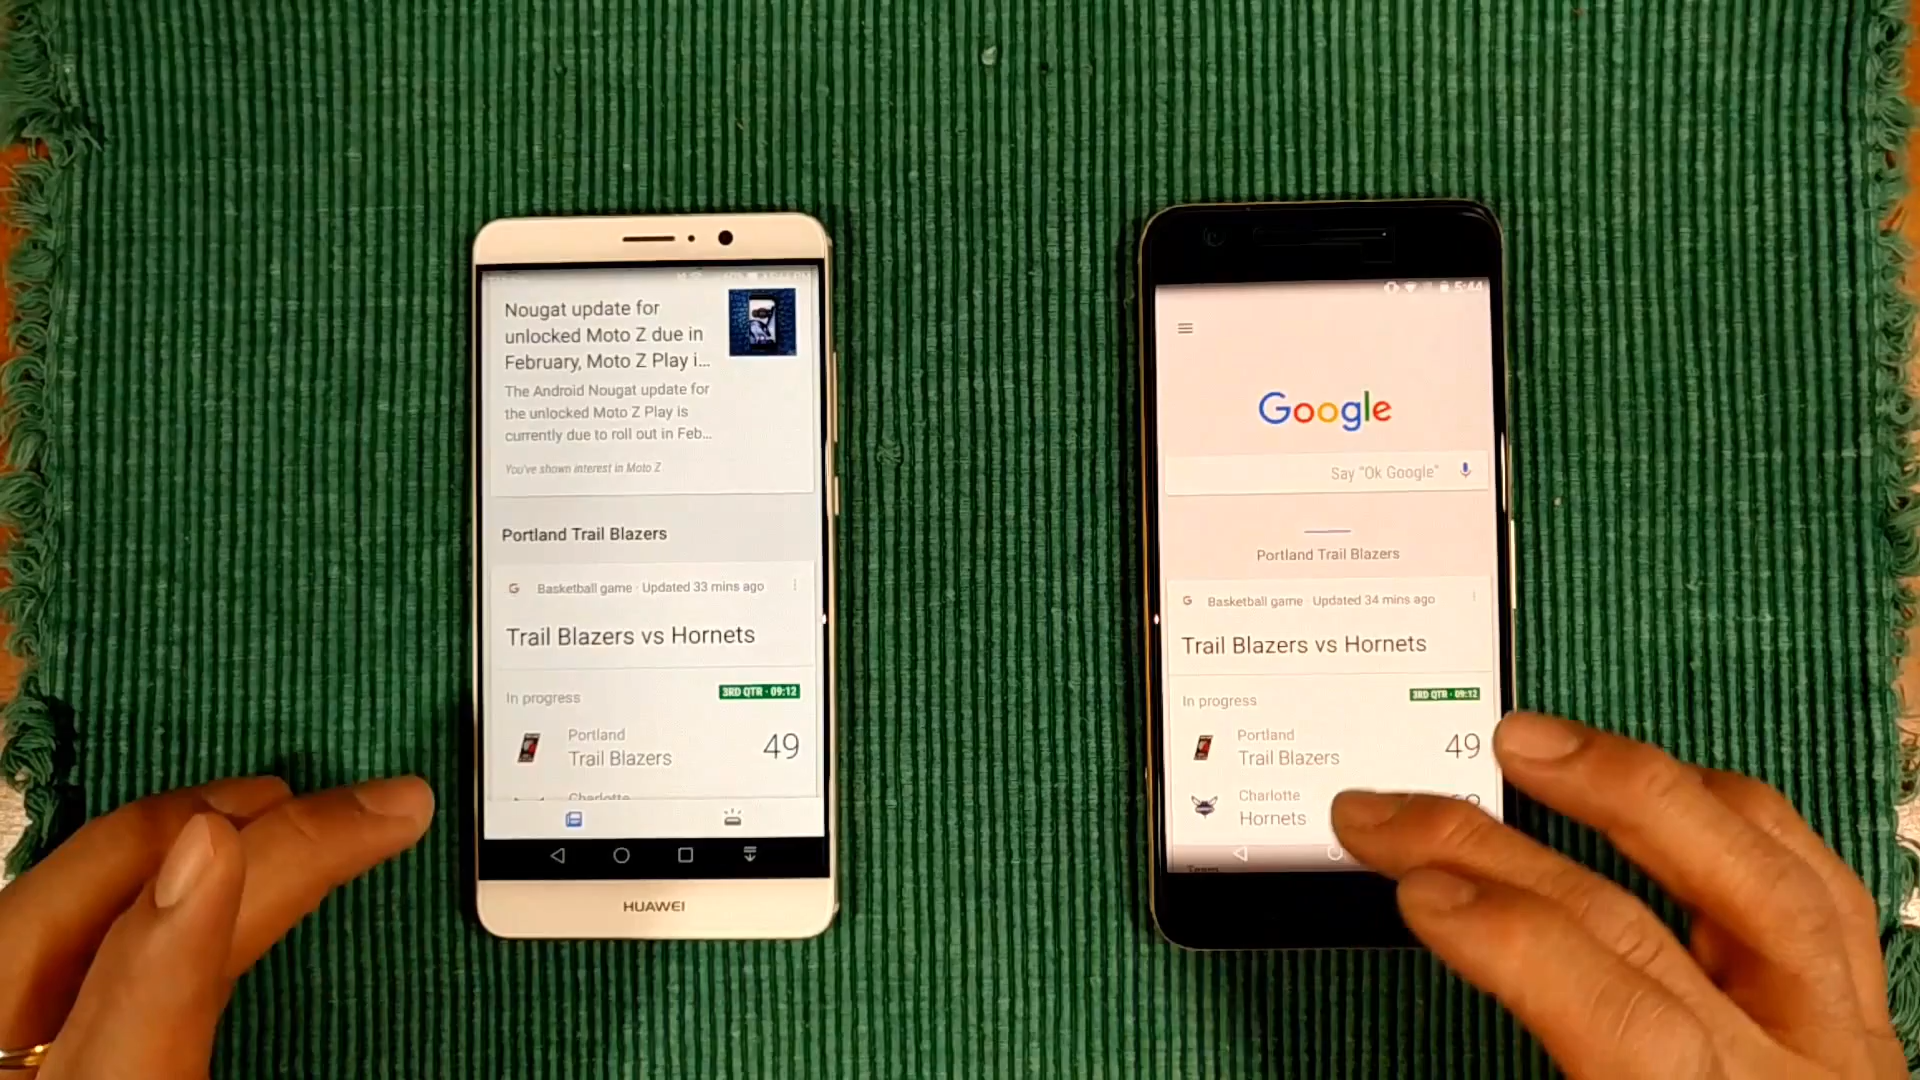 Nougat update for
unlocked Moto Z due in
February, Moto Z Play i...
The Android Nougat update for
the unlocked Moto Z Play is
currently due to roll out in Feb...
You've shown interest in Moto Z
Portland Trail Blazers
G Basketball game · Updated 33 mins ago
Trail Blazers vs Hornets
In progress
3RD QTR · 09:12
Portland
Trail Blazers
49
Charlotte
HUAWEI
5:44
Google
Say "Ok Google"
Portland Trail Blazers
G Basketball game · Updated 34 mins ago
Trail Blazers vs Hornets
In progress
3RD QTR · 09:12
Portland
Trail Blazers
49
Charlotte
Hornets
Team